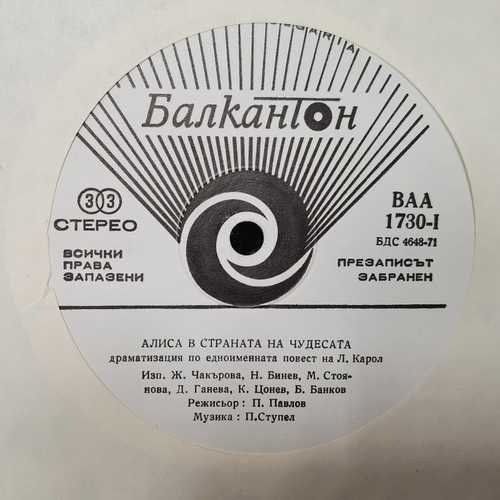 BULGARIA
Балкантон
33
СТЕРЕО
ВСИЧКИ
ПРАВА
ЗАПАЗЕНИ
ВАА
1730-I
БДС 4648-71
ПРЕЗАПИСЪТ
ЗАБРАНЕН
АЛИСА В СТРАНАТА НА ЧУДЕСАТА
драматизация по едноименната повест на Л. Карол
Изп. Ж. Чакърова, Н. Бинев, М. Стоя-
нова, Д. Ганева, К. Цонев, Б. Банков
Режисьор : П. Павлов
Музика : П.Ступел